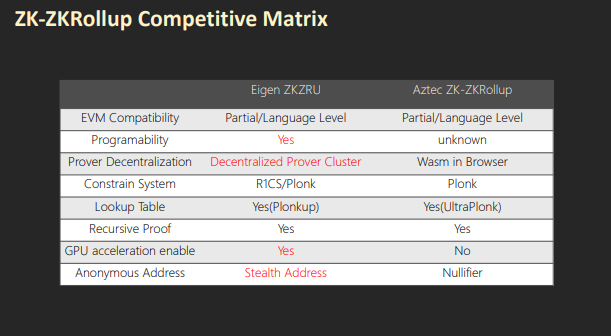 ZK-ZKRollup Competitive Matrix
Eigen ZKZRU Aztec ZK-ZKRollup
EVM Compatibility Partial/Language Level Partial/Language Level
Programability Yes unknown
Prover Decentralization Decentralized Prover Cluster Wasm in Browser
Constrain System R1CS/Plonk Plonk
Lookup Table Yes(Plonkup) Yes(UltraPlonk)
Recursive Proof Yes Yes
GPU acceleration enable Yes No
Anonymous Address Stealth Address Nullifier